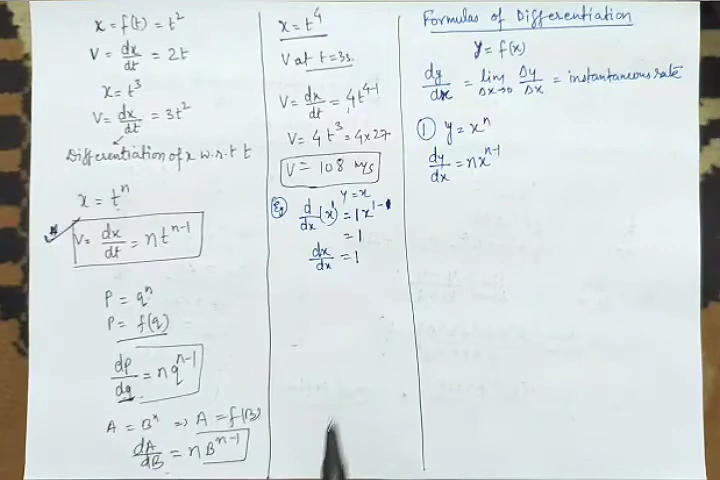 x = f(t) = t²
V = dx/dt = 2t
x = t³
V = dx/dt = 3t²
Differentiation of x w.r.t t
x = tⁿ
V = dx/dt = n tⁿ⁻¹
P = qⁿ
P = f(q)
dP/dq = n qⁿ⁻¹
A = Bⁿ ⇒ A = f(B)
dA/dB = n Bⁿ⁻¹
x = t⁴
V at t = 3s.
V = dx/dt = 4t⁴⁻¹
V = 4t³ = 4 x 27
V = 108 m/s
y = x
Eg d/dx (x¹) = 1x¹⁻¹
= 1
dx/dx = 1
Formulas of Differentiation
y = f(x)
dy/dx = lim Δx→0 Δy/Δx = instantaneous rate
① y = xⁿ
dy/dx = nxⁿ⁻¹